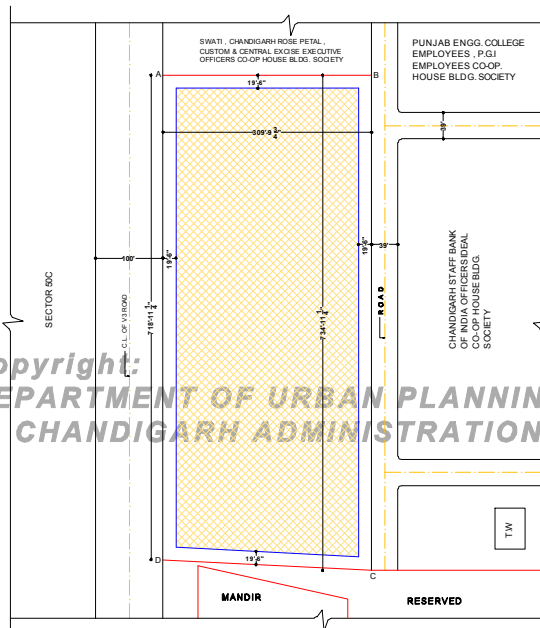 SWATI , CHANDIGARH ROSE PETAL ,
CUSTOM & CENTRAL EXCISE EXECUTIVE
OFFICERS CO-OP HOUSE BLDG. SOCIETY
PUNJAB ENGG. COLLEGE
EMPLOYEES , P.G.I
EMPLOYEES CO-OP.
HOUSE BLDG. SOCIETY
A
B
19'-6"
309'-9 3/4"
39'
SECTOR 50C
100'
19'-6"
19'-6"
39'
C.L. OF V3 ROAD
718'-11 1/4"
734'-11 1/4"
ROAD
CHANDIGARH STAFF BANK
OF INDIA OFFICERS IDEAL
CO-OP HOUSE BLDG.
SOCIETY
opyright:
EPARTMENT OF URBAN PLANNIN
CHANDIGARH ADMINISTRATION
T.W
D
19'-6"
C
MANDIR
RESERVED